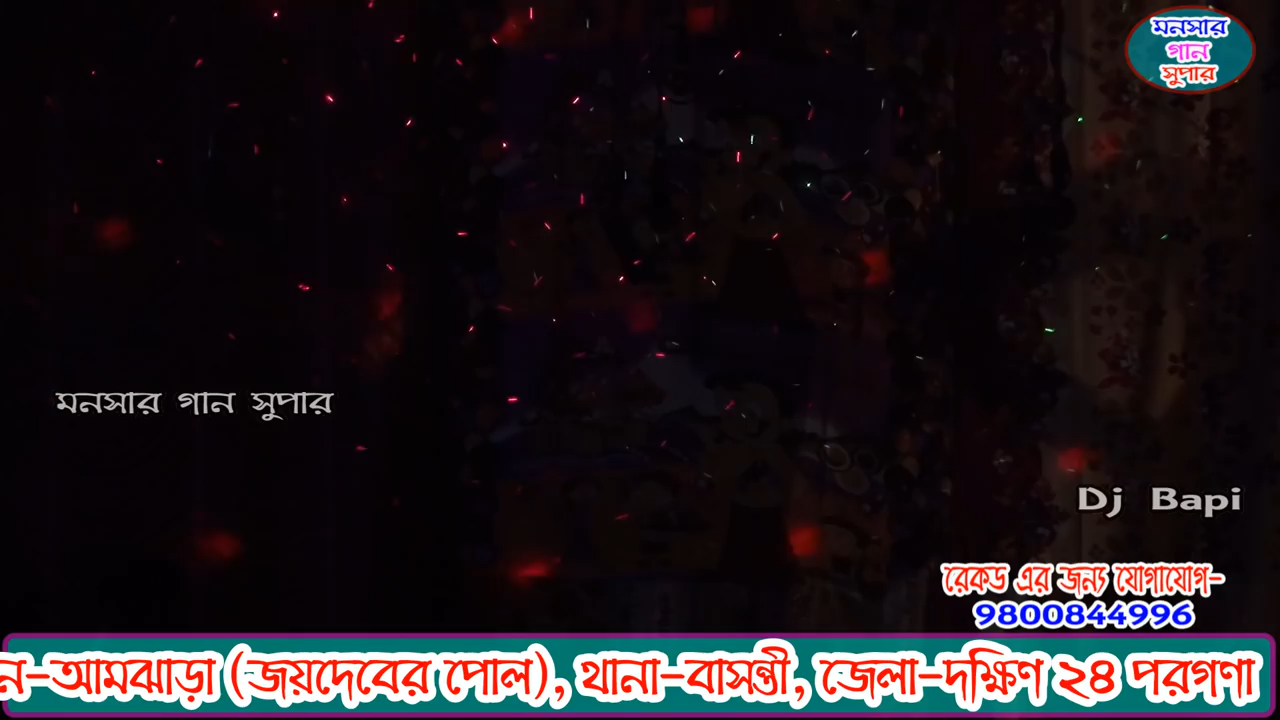 মনসার
গান
সুপার
মনসার গান সুপার
Dj Bapi
রেকড এর জন্য যোগাযোগ-
9800844996
ন-আমঝাড়া (জয়দেবের পোল), থানা-বাসন্তী, জেলা-দক্ষিণ ২৪ পরগণা